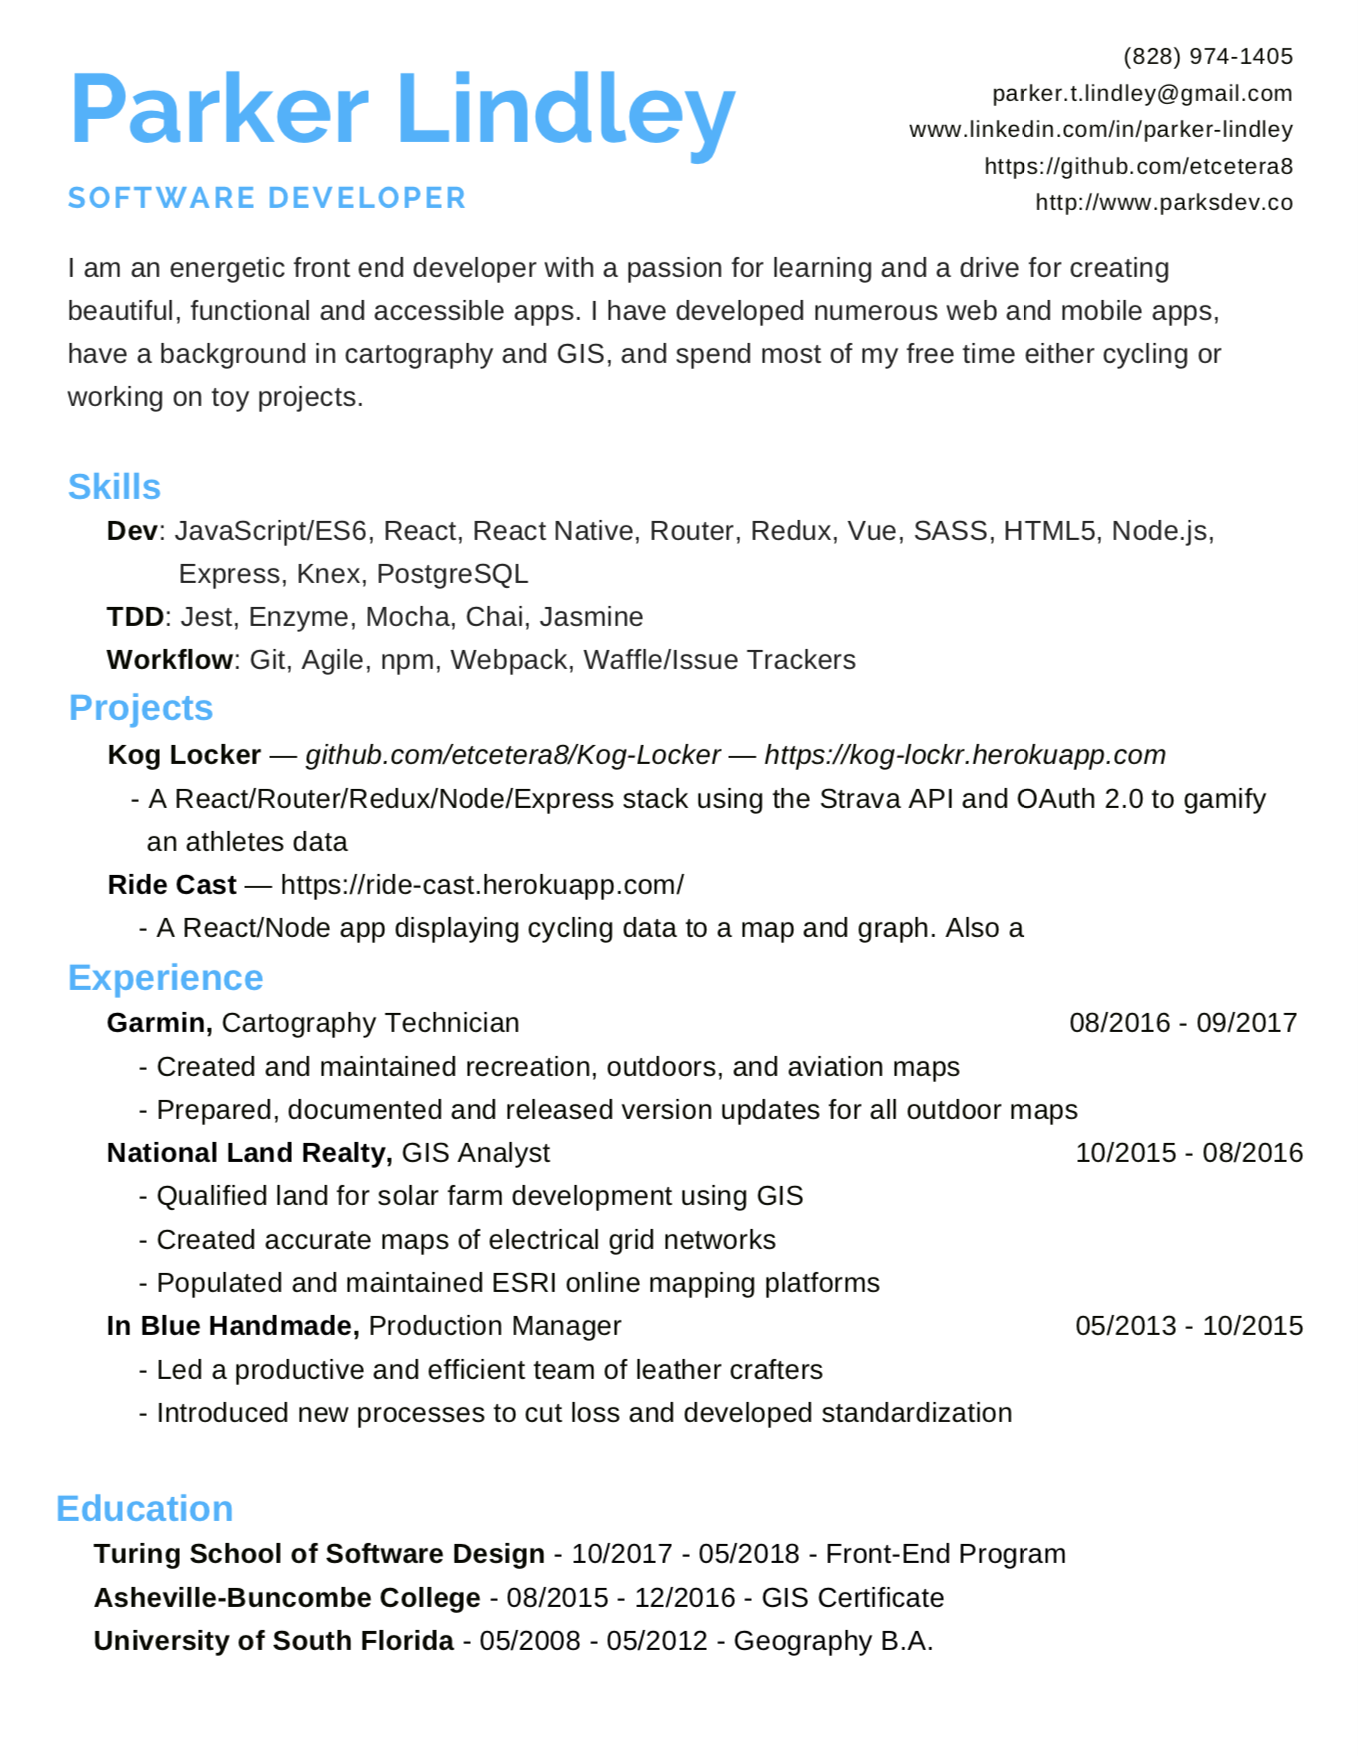 Parker Lindley
SOFTWARE DEVELOPER
(828) 974-1405
parker.t.lindley@gmail.com
www.linkedin.com/in/parker-lindley
https://github.com/etcetera8
http://www.parksdev.co
I am an energetic front end developer with a passion for learning and a drive for creating
beautiful, functional and accessible apps. I have developed numerous web and mobile apps,
have a background in cartography and GIS, and spend most of my free time either cycling or
working on toy projects.
Skills
Dev: JavaScript/ES6, React, React Native, Router, Redux, Vue, SASS, HTML5, Node.js,
Express, Knex, PostgreSQL
TDD: Jest, Enzyme, Mocha, Chai, Jasmine
Workflow: Git, Agile, npm, Webpack, Waffle/Issue Trackers
Projects
Kog Locker — github.com/etcetera8/Kog-Locker — https://kog-lockr.herokuapp.com
- A React/Router/Redux/Node/Express stack using the Strava API and OAuth 2.0 to gamify
an athletes data
Ride Cast — https://ride-cast.herokuapp.com/
- A React/Node app displaying cycling data to a map and graph. Also a
Experience
Garmin, Cartography Technician 08/2016 - 09/2017
- Created and maintained recreation, outdoors, and aviation maps
- Prepared, documented and released version updates for all outdoor maps
National Land Realty, GIS Analyst 10/2015 - 08/2016
- Qualified land for solar farm development using GIS
- Created accurate maps of electrical grid networks
- Populated and maintained ESRI online mapping platforms
In Blue Handmade, Production Manager 05/2013 - 10/2015
- Led a productive and efficient team of leather crafters
- Introduced new processes to cut loss and developed standardization
Education
Turing School of Software Design - 10/2017 - 05/2018 - Front-End Program
Asheville-Buncombe College - 08/2015 - 12/2016 - GIS Certificate
University of South Florida - 05/2008 - 05/2012 - Geography B.A.